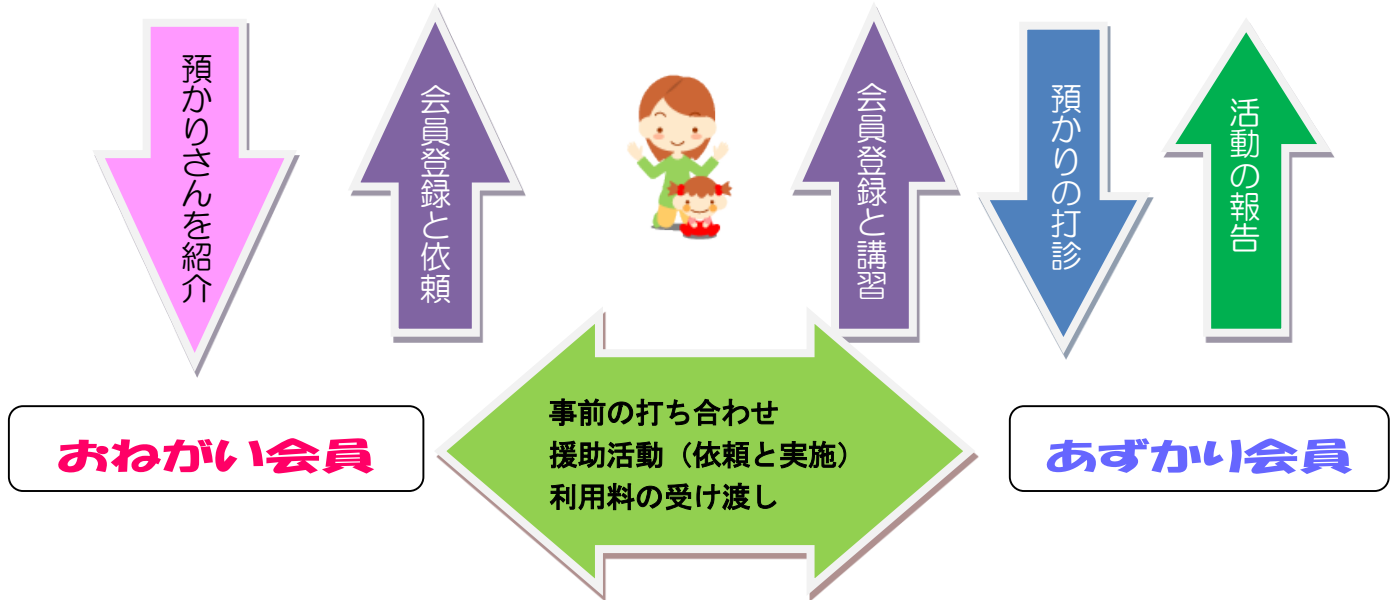 預かりさんを紹介
会員登録と依頼
会員登録と講習
預かりの打診
活動の報告
おねがい会員
事前の打ち合わせ
援助活動（依頼と実施）
利用料の受け渡し
あずかり会員